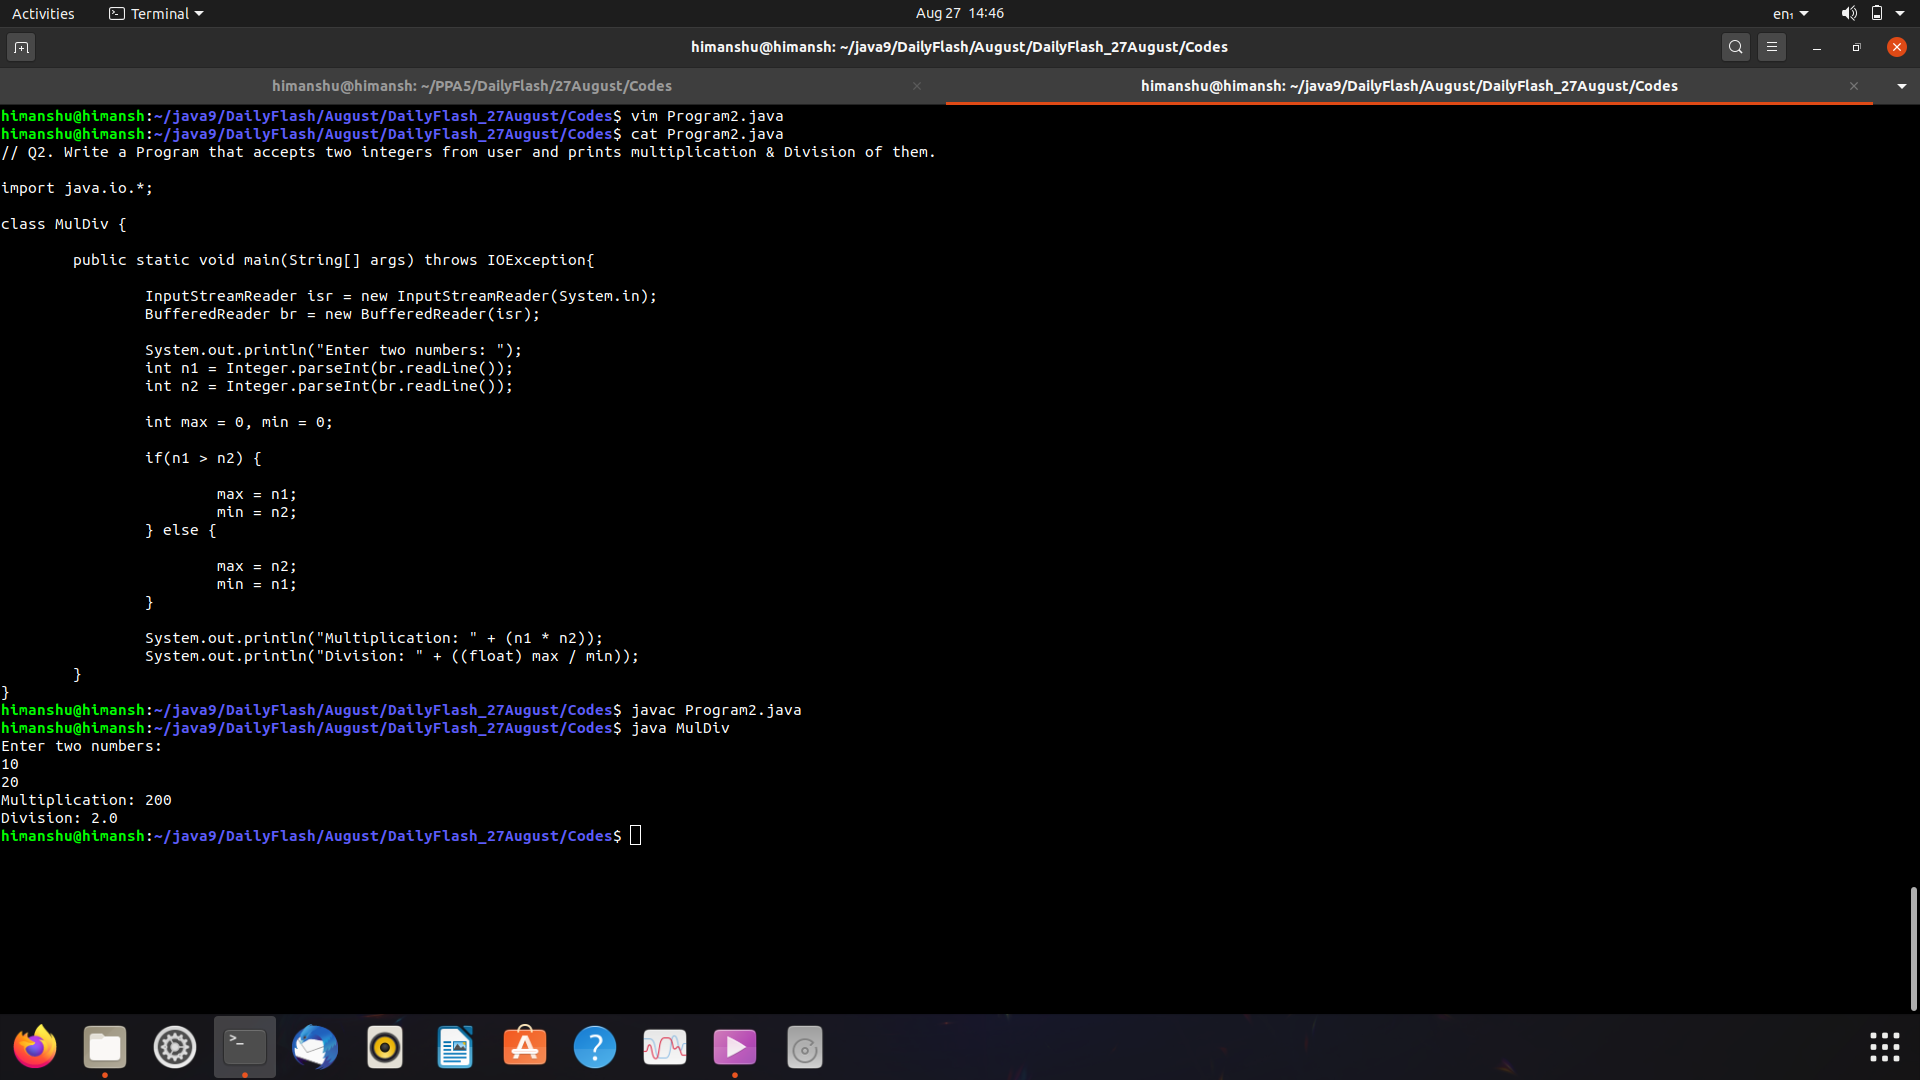 Activities
Terminal
Aug 27 14:46
en₁
himanshu@himansh: ~/java9/DailyFlash/August/DailyFlash_27August/Codes
himanshu@himansh: ~/PPA5/DailyFlash/27August/Codes
himanshu@himansh: ~/java9/DailyFlash/August/DailyFlash_27August/Codes
himanshu@himansh:~/java9/DailyFlash/August/DailyFlash_27August/Codes$ vim Program2.java
himanshu@himansh:~/java9/DailyFlash/August/DailyFlash_27August/Codes$ cat Program2.java
// Q2. Write a Program that accepts two integers from user and prints multiplication & Division of them.
import java.io.*;
class MulDiv {
public static void main(String[] args) throws IOException{
InputStreamReader isr = new InputStreamReader(System.in);
BufferedReader br = new BufferedReader(isr);
System.out.println("Enter two numbers: ");
int n1 = Integer.parseInt(br.readLine());
int n2 = Integer.parseInt(br.readLine());
int max = 0, min = 0;
if(n1 > n2) {
max = n1;
min = n2;
} else {
max = n2;
min = n1;
}
System.out.println("Multiplication: " + (n1 * n2));
System.out.println("Division: " + ((float) max / min));
}
}
himanshu@himansh:~/java9/DailyFlash/August/DailyFlash_27August/Codes$ javac Program2.java
himanshu@himansh:~/java9/DailyFlash/August/DailyFlash_27August/Codes$ java MulDiv
Enter two numbers:
10
20
Multiplication: 200
Division: 2.0
himanshu@himansh:~/java9/DailyFlash/August/DailyFlash_27August/Codes$